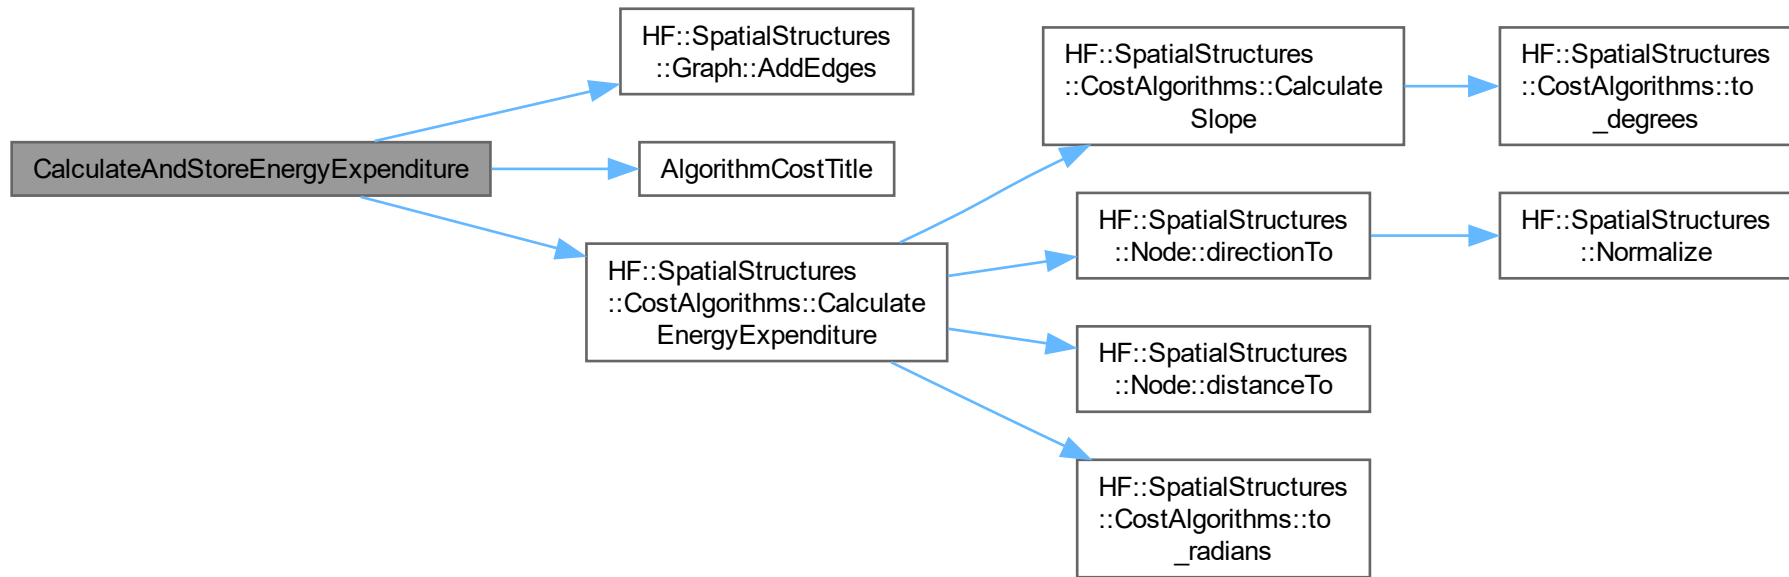 CalculateAndStoreEnergyExpenditure
HF::SpatialStructures
::Graph::AddEdges
AlgorithmCostTitle
HF::SpatialStructures
::CostAlgorithms::Calculate
EnergyExpenditure
HF::SpatialStructures
::CostAlgorithms::Calculate
Slope
HF::SpatialStructures
::Node::directionTo
HF::SpatialStructures
::Node::distanceTo
HF::SpatialStructures
::CostAlgorithms::to
_radians
HF::SpatialStructures
::CostAlgorithms::to
_degrees
HF::SpatialStructures
::Normalize